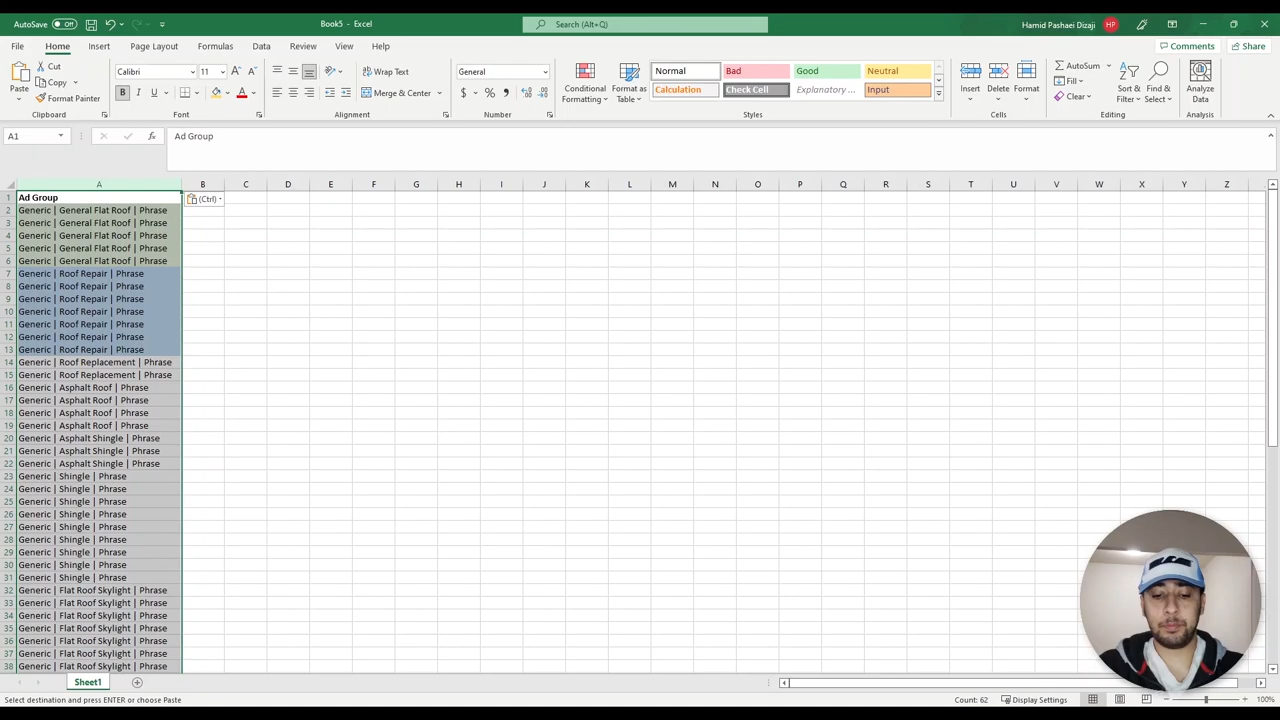 AutoSave Off Book5 - Excel Search (Alt+Q) Hamid Pashaei Dizaji HP
File Home Insert Page Layout Formulas Data Review View Help Comments Share
Paste Cut Copy Format Painter
Calibri 11 A A
B I U A
Wrap Text
Merge & Center
General
$ % 9
Conditional Formatting Format as Table
Normal Bad Good Neutral
Calculation Check Cell Explanatory ... Input
Insert Delete Format
AutoSum Fill Clear
Sort & Filter Find & Select Analyze Data
Clipboard Font Alignment Number Styles Cells Editing Analysis
A1 fx Ad Group
A B C D E F G H I J K L M N O P Q R S T U V W X Y Z
1 Ad Group (Ctrl)
2 Generic | General Flat Roof | Phrase
3 Generic | General Flat Roof | Phrase
4 Generic | General Flat Roof | Phrase
5 Generic | General Flat Roof | Phrase
6 Generic | General Flat Roof | Phrase
7 Generic | Roof Repair | Phrase
8 Generic | Roof Repair | Phrase
9 Generic | Roof Repair | Phrase
10 Generic | Roof Repair | Phrase
11 Generic | Roof Repair | Phrase
12 Generic | Roof Repair | Phrase
13 Generic | Roof Repair | Phrase
14 Generic | Roof Replacement | Phrase
15 Generic | Roof Replacement | Phrase
16 Generic | Asphalt Roof | Phrase
17 Generic | Asphalt Roof | Phrase
18 Generic | Asphalt Roof | Phrase
19 Generic | Asphalt Roof | Phrase
20 Generic | Asphalt Shingle | Phrase
21 Generic | Asphalt Shingle | Phrase
22 Generic | Asphalt Shingle | Phrase
23 Generic | Shingle | Phrase
24 Generic | Shingle | Phrase
25 Generic | Shingle | Phrase
26 Generic | Shingle | Phrase
27 Generic | Shingle | Phrase
28 Generic | Shingle | Phrase
29 Generic | Shingle | Phrase
30 Generic | Shingle | Phrase
31 Generic | Shingle | Phrase
32 Generic | Flat Roof Skylight | Phrase
33 Generic | Flat Roof Skylight | Phrase
34 Generic | Flat Roof Skylight | Phrase
35 Generic | Flat Roof Skylight | Phrase
36 Generic | Flat Roof Skylight | Phrase
37 Generic | Flat Roof Skylight | Phrase
38 Generic | Flat Roof Skylight | Phrase
Sheet1
Select destination and press ENTER or choose Paste Count: 62 Display Settings 100%